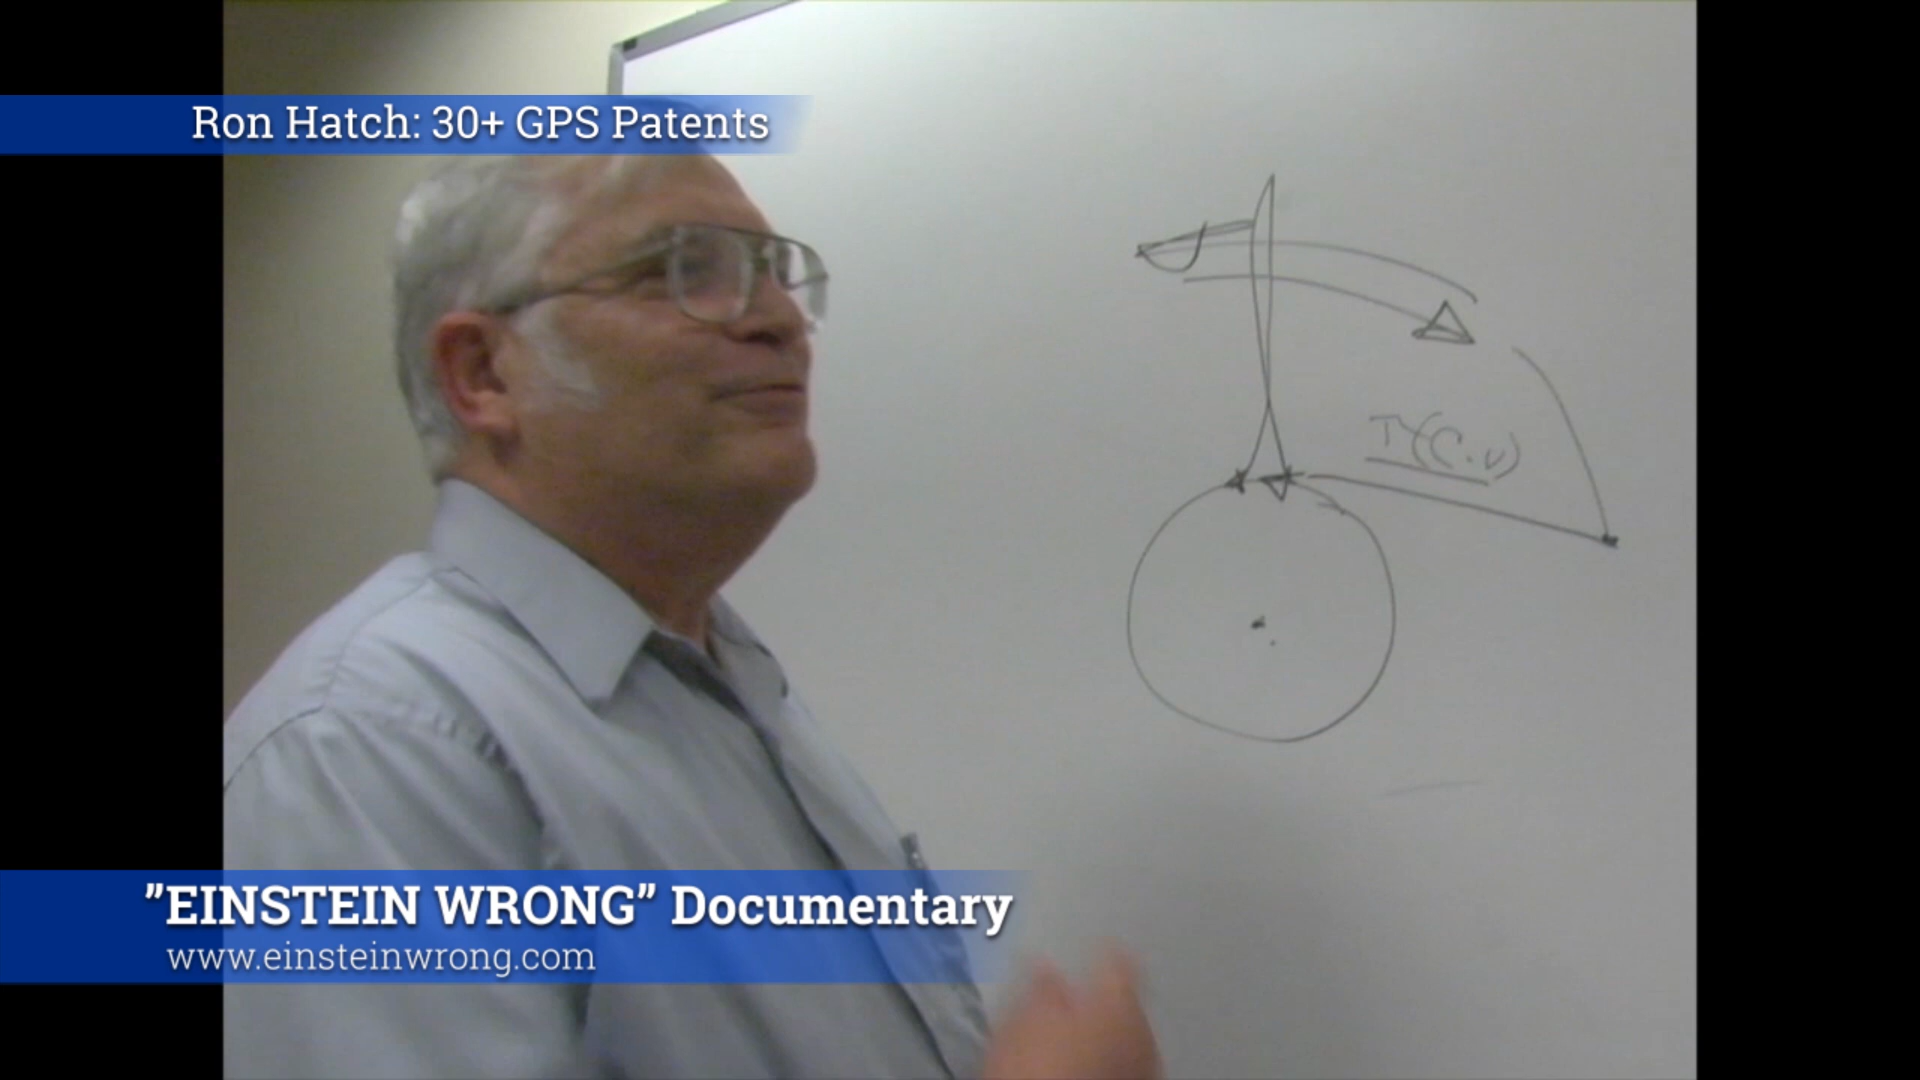 Ron Hatch: 30+ GPS Patents
T(C.v)
"EINSTEIN WRONG" Documentary
www.einsteinwrong.com